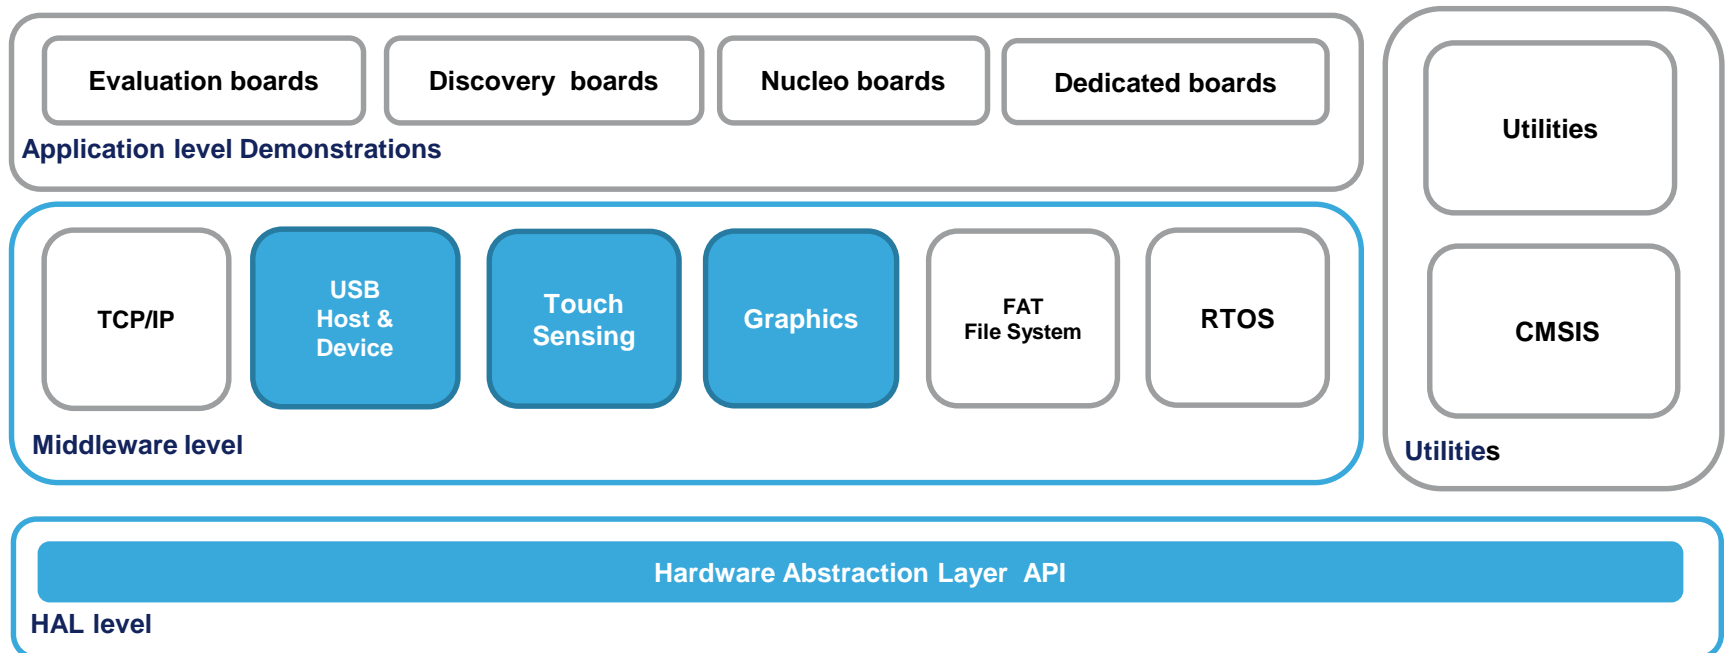 Evaluation boards
Discovery boards
Nucleo boards
Dedicated boards
Application level Demonstrations
TCP/IP
USB
Host &
Device
Touch
Sensing
Graphics
FAT
File System
RTOS
Middleware level
Utilities
CMSIS
Utilities
Hardware Abstraction Layer API
HAL level